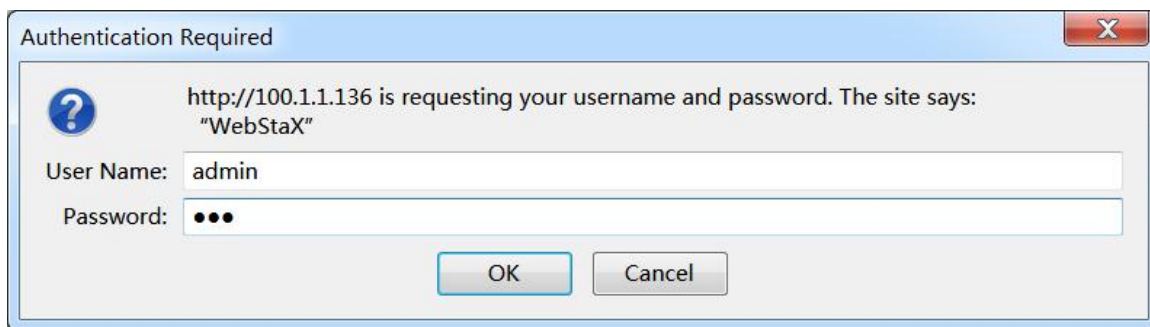 Authentication Required
http://100.1.1.136 is requesting your username and password. The site says:
“WebStaX”
User Name: admin
Password: ●●●
OK Cancel